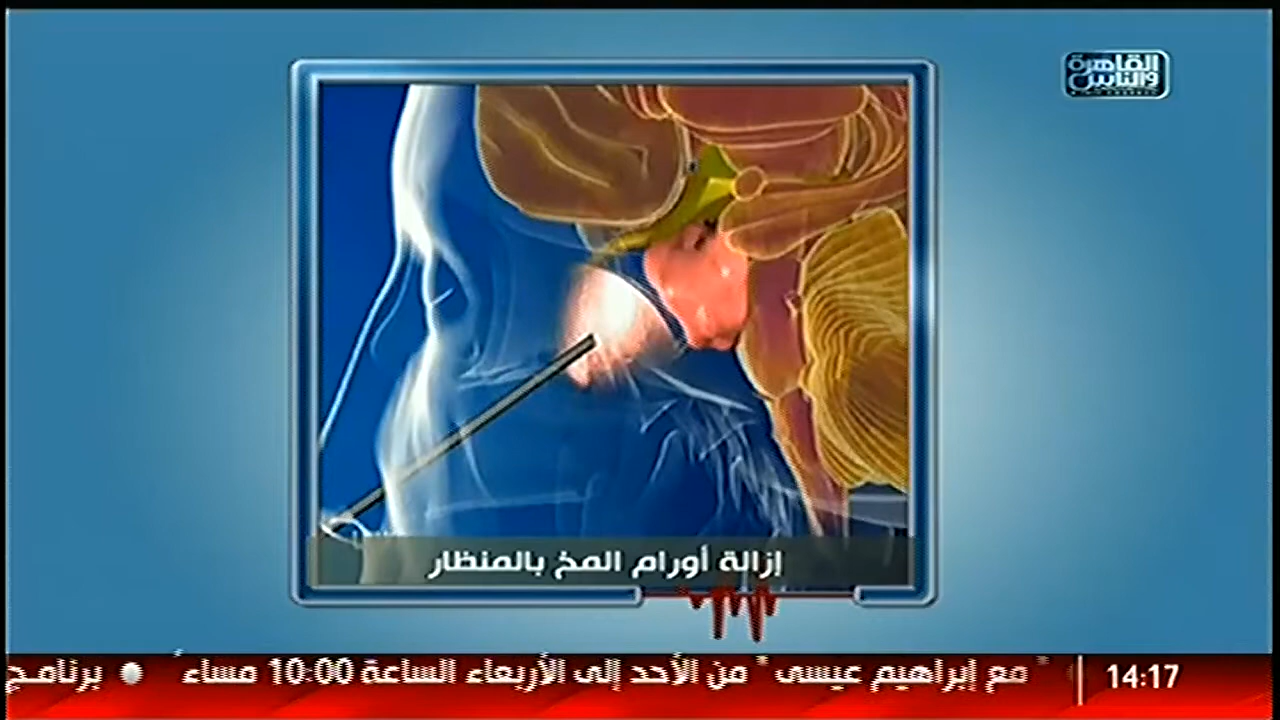 القاهرة
والناس
إزالة أورام المخ بالمنظار
14:17 " مع إبراهيم عيسى " من الأحد إلى الأربعاء الساعة 10:00 مساءً ● برنامج